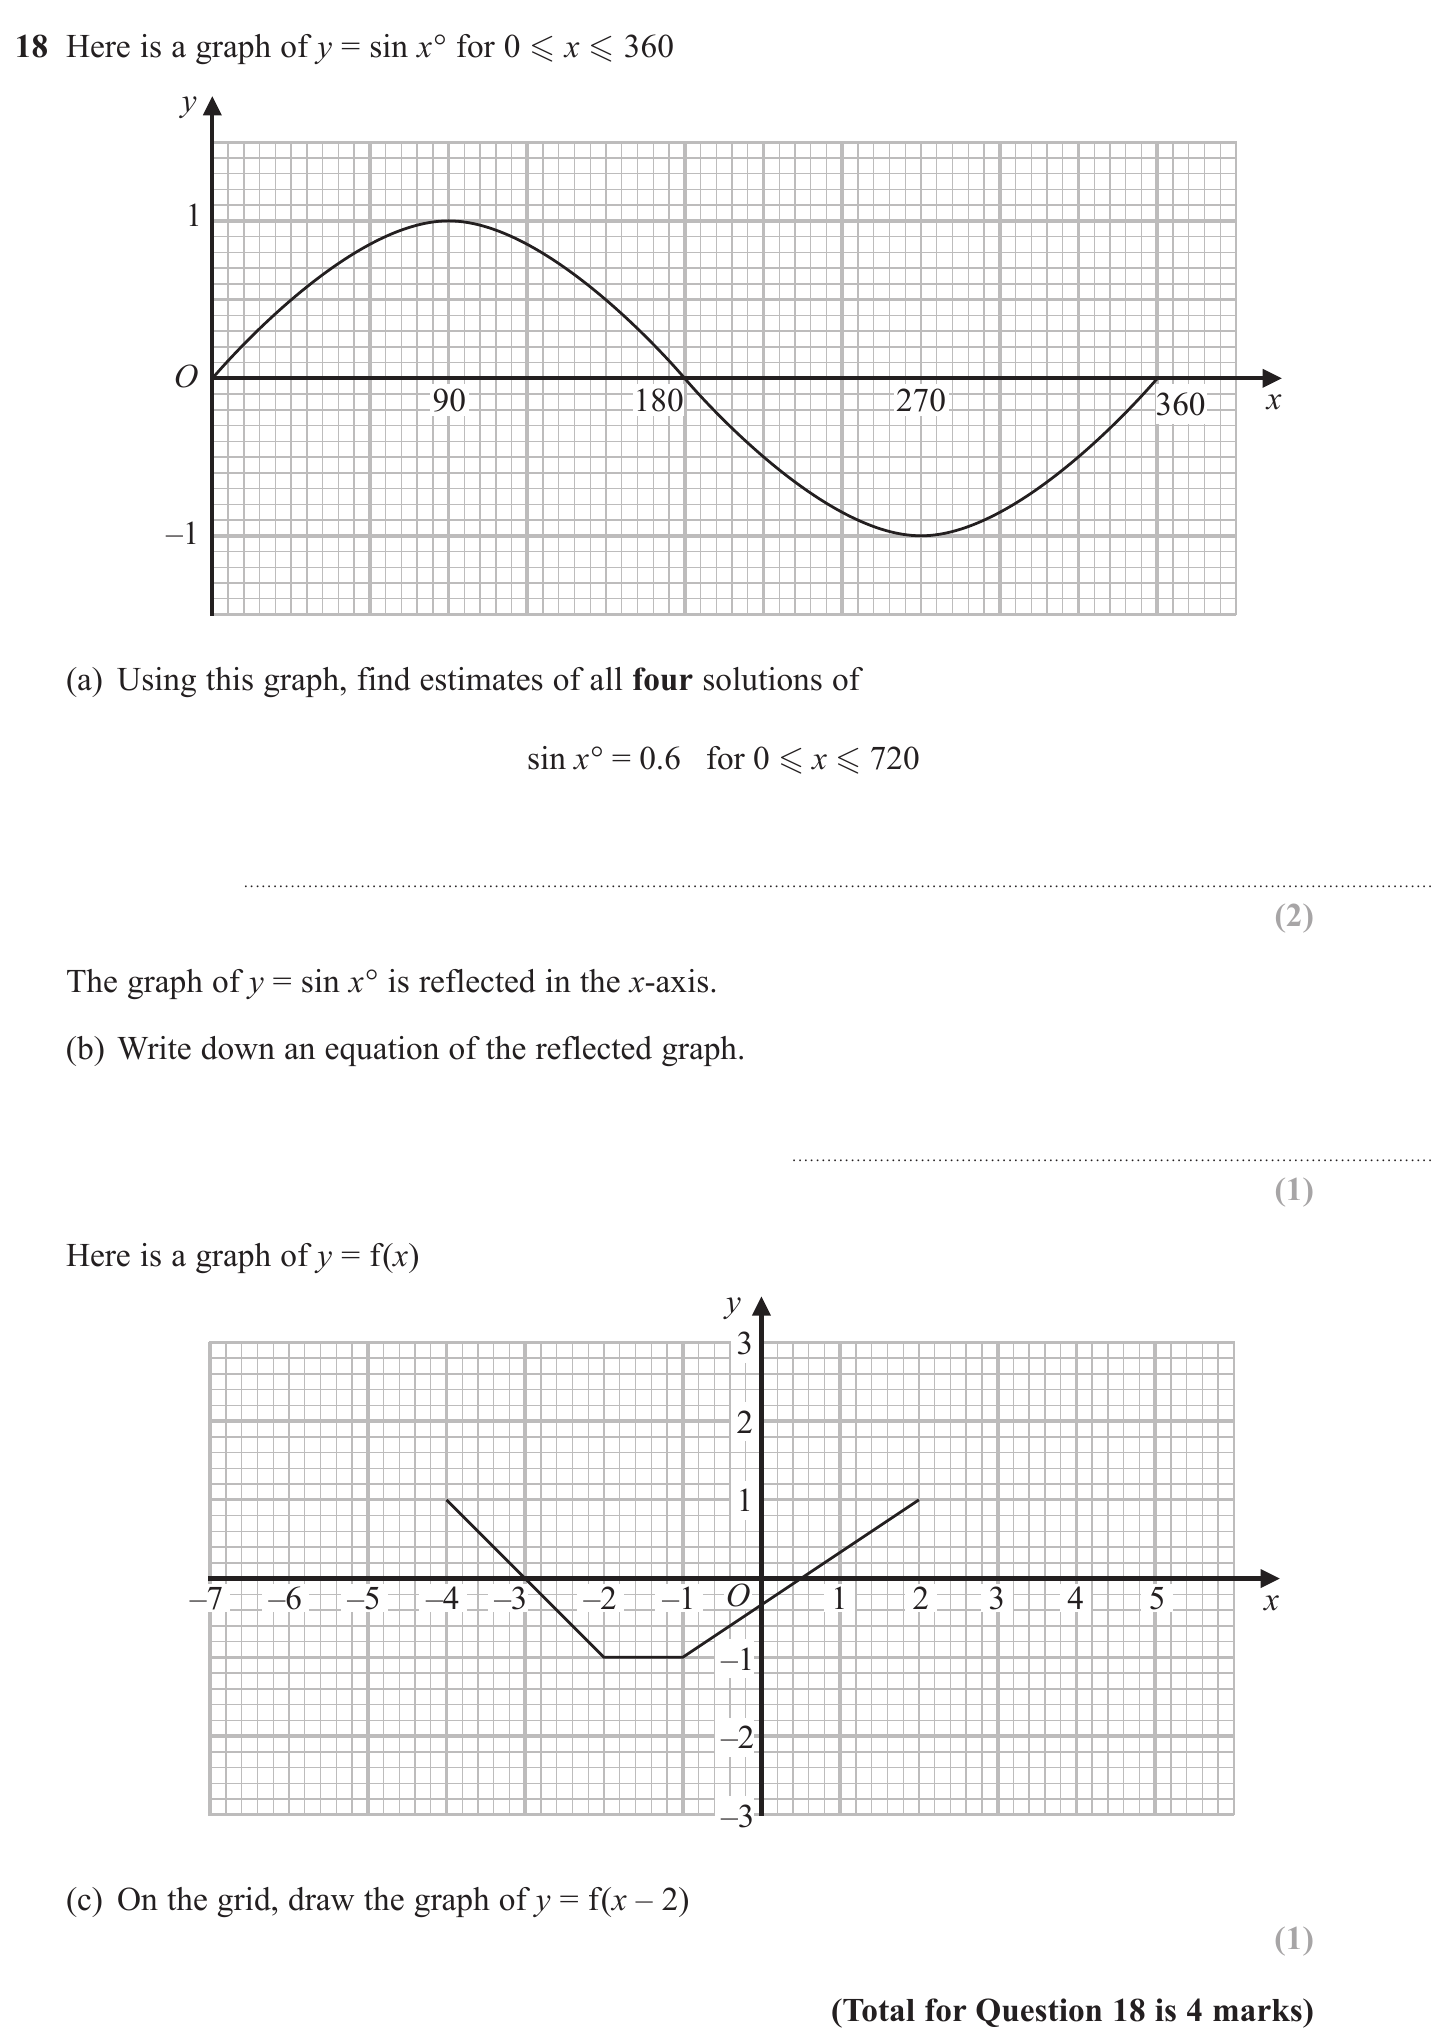 18 Here is a graph of y = sin x° for 0 ⩽ x ⩽ 360
y
1
O
90 180 270 360 x
–1
(a) Using this graph, find estimates of all four solutions of
sin x° = 0.6 for 0 ⩽ x ⩽ 720
(2)
The graph of y = sin x° is reflected in the x-axis.
(b) Write down an equation of the reflected graph.
(1)
Here is a graph of y = f(x)
y
3
2
1
–7 –6 –5 –4 –3 –2 –1 O 1 2 3 4 5 x
–1
–2
–3
(c) On the grid, draw the graph of y = f(x – 2)
(1)
(Total for Question 18 is 4 marks)